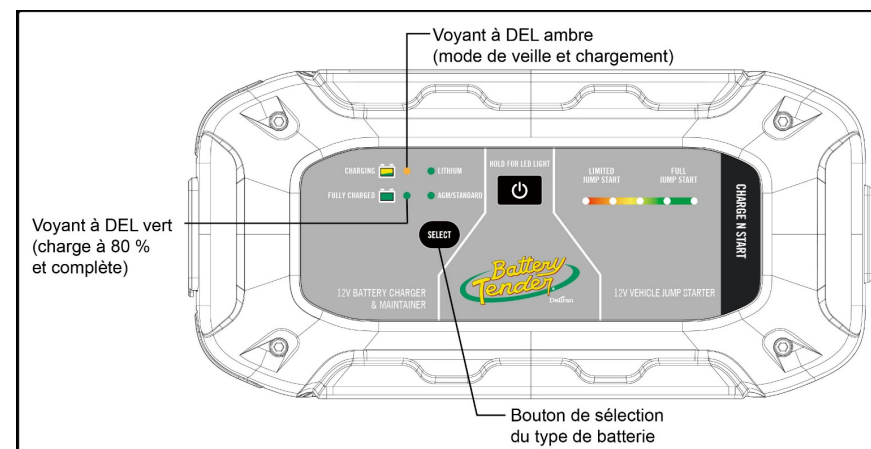 Voyant à DEL ambre
(mode de veille et chargement)
HOLD FOR LED LIGHT
CHARGING
LITHIUM
LIMITED
JUMP START
FULL
JUMP START
FULLY CHARGED
AGM/STANDARD
CHARGE N START
Voyant à DEL vert
(charge à 80 %
et complète)
SELECT
Battery
Tender
Deltran
12V BATTERY CHARGER
& MAINTAINER
12V VEHICLE JUMP STARTER
Bouton de sélection
du type de batterie